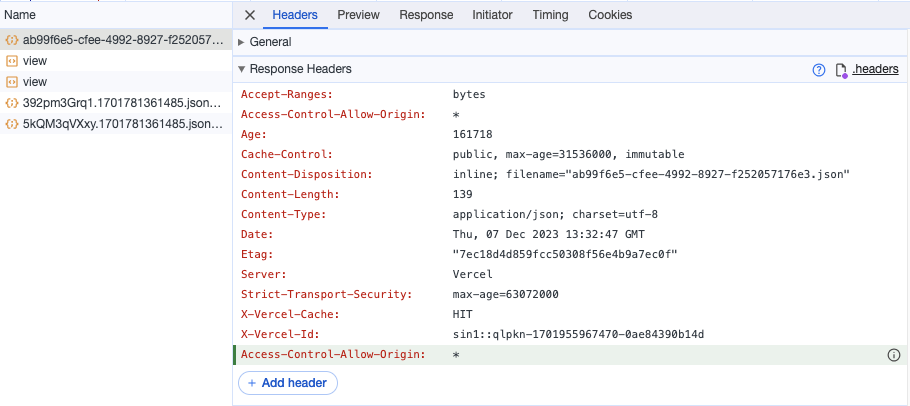 Name
ab99f6e5-cfee-4992-8927-f252057...
view
view
392pm3Grq1.1701781361485.json...
5kQM3qVXxy.1701781361485.json...
Headers Preview Response Initiator Timing Cookies
General
Response Headers .headers
Accept-Ranges: bytes
Access-Control-Allow-Origin: *
Age: 161718
Cache-Control: public, max-age=31536000, immutable
Content-Disposition: inline; filename="ab99f6e5-cfee-4992-8927-f252057176e3.json"
Content-Length: 139
Content-Type: application/json; charset=utf-8
Date: Thu, 07 Dec 2023 13:32:47 GMT
Etag: "7ec18d4d859fcc50308f56e4b9a7ec0f"
Server: Vercel
Strict-Transport-Security: max-age=63072000
X-Vercel-Cache: HIT
X-Vercel-Id: sin1::qlpkn-1701955967470-0ae84390b14d
Access-Control-Allow-Origin: *
+ Add header